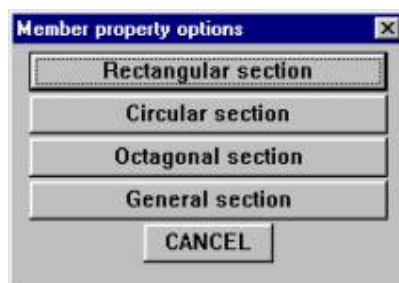 Member property options
Rectangular section
Circular section
Octagonal section
General section
CANCEL